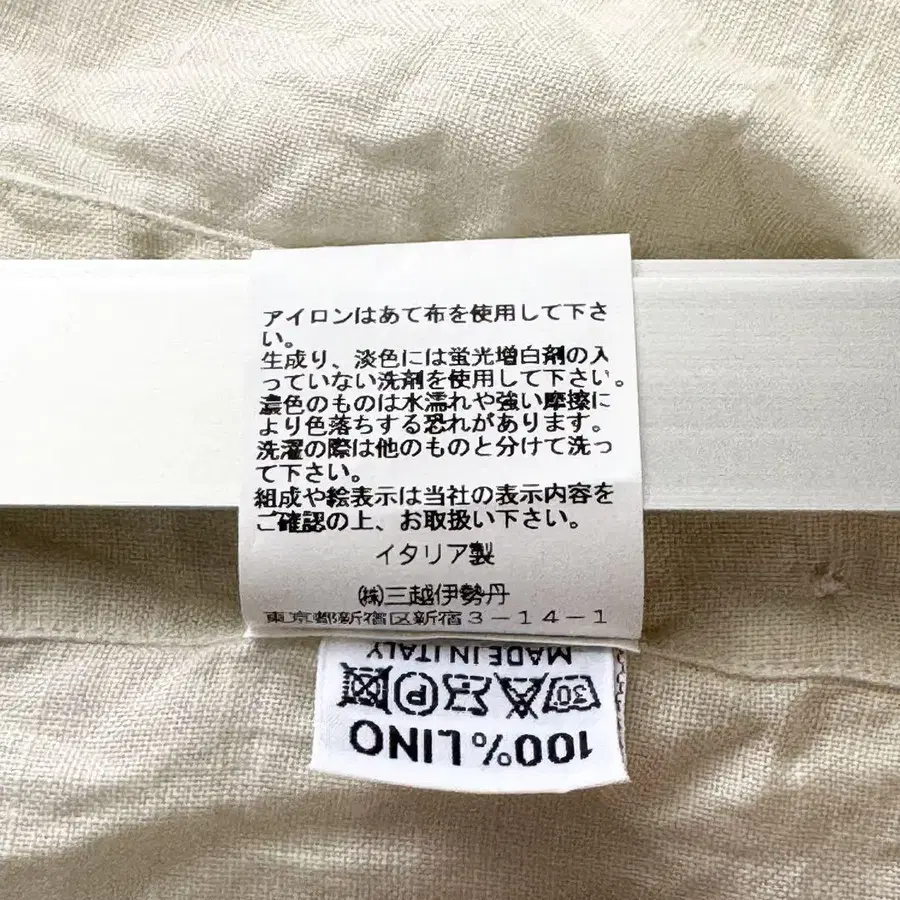 アイロンはあて布を使用して下さ
い。
生成り、淡色には蛍光増白剤の入
っていない洗剤を使用して下さい。
濃色のものは水濡れや強い摩擦に
より色落ちする恐れがあります。
洗濯の際は他のものと分けて洗っ
て下さい。
組成や絵表示は当社の表示内容を
ご確認の上、お取扱い下さい。
イタリア製
㈱三越伊勢丹
東京都新宿区新宿3-14-1
MADE IN ITALY
30 P
100% LINO